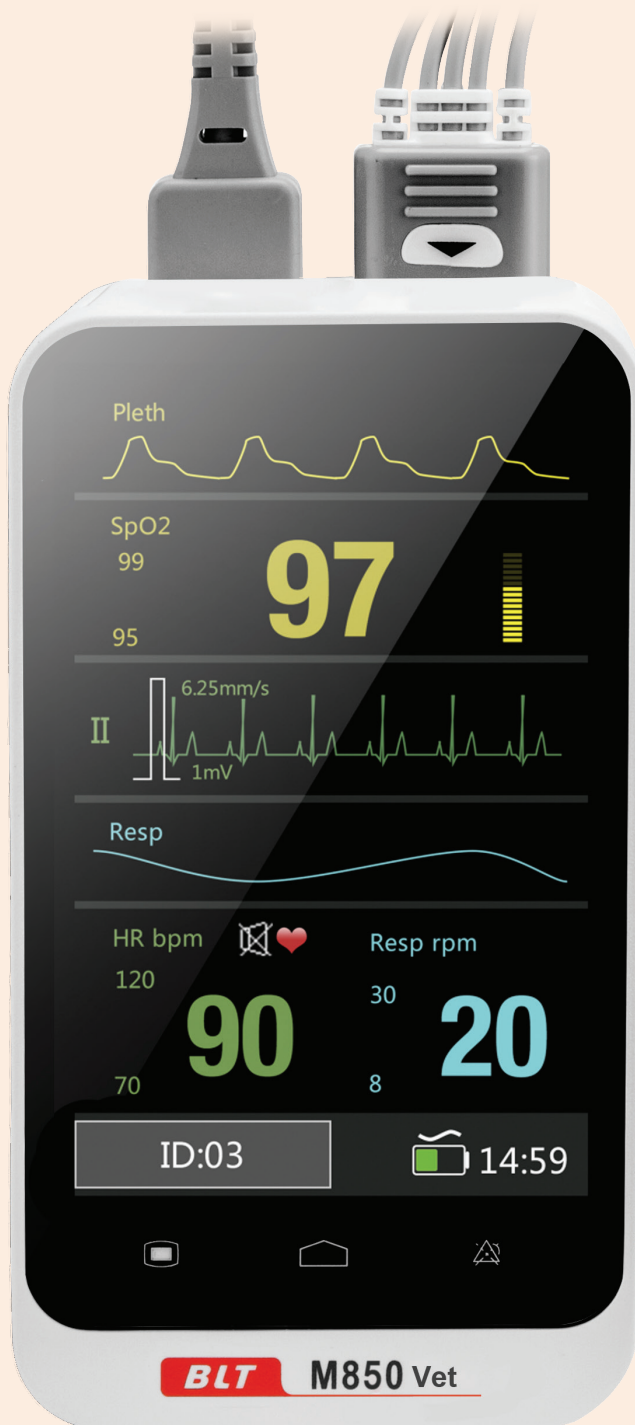 Pleth
SpO2
99
97
95
6.25mm/s
II
1mV
Resp
HR bpm
Resp rpm
120
30
90
20
70
8
ID:03
14:59
BLT M850 Vet